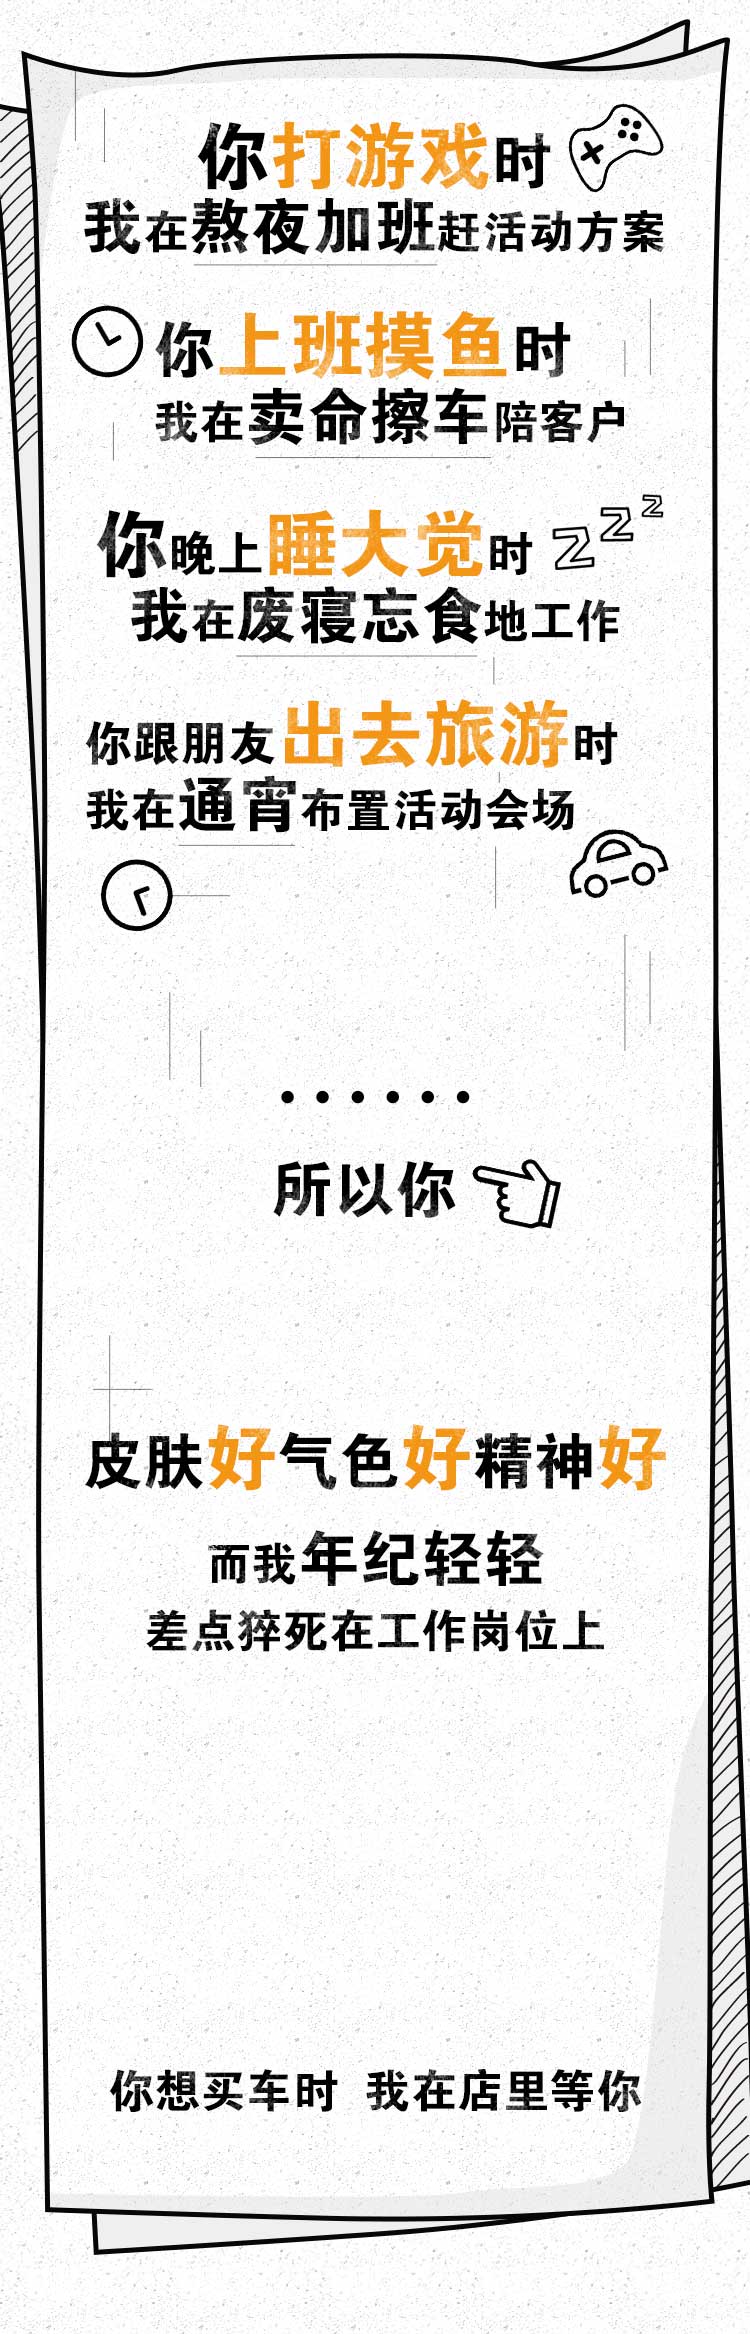 你打游戏时
我在熬夜加班赶活动方案
你上班摸鱼时
我在卖命擦车陪客户
你晚上睡大觉时
我在废寝忘食地工作
你跟朋友出去旅游时
我在通宵布置活动会场
······
所以你
皮肤好气色好精神好
而我年纪轻轻
差点猝死在工作岗位上
你想买车时 我在店里等你